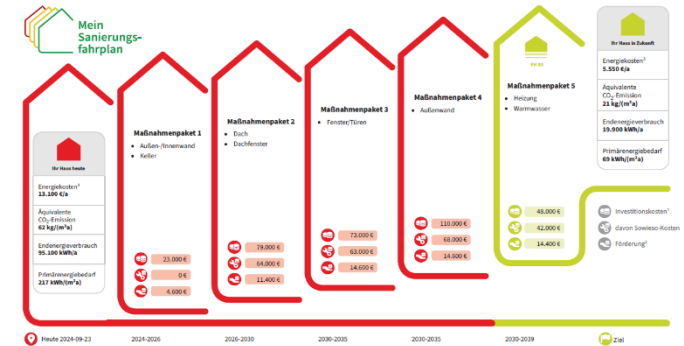 Mein
Sanierungs-
fahrplan
Ihr Haus heute
Energiekosten²
13.100 €/a
Äquivalente
CO₂-Emission
62 kg/(m²a)
Endenergieverbrauch
95.100 kWh/a
Primärenergiebedarf
217 kWh/(m²a)
Maßnahmenpaket 1
• Außen-/Innenwand
• Keller
23.000 €
0 €
4.600 €
Maßnahmenpaket 2
• Dach
• Dachfenster
79.000 €
64.000 €
11.400 €
Maßnahmenpaket 3
• Fenster/Türen
73.000 €
63.000 €
14.600 €
Maßnahmenpaket 4
• Außenwand
110.000 €
68.000 €
14.600 €
Maßnahmenpaket 5
• Heizung
• Warmwasser
48.000 €
42.000 €
14.400 €
Ihr Haus in Zukunft
Energiekosten²
5.550 €/a
Äquivalente
CO₂-Emission
21 kg/(m²a)
Endenergieverbrauch
19.900 kWh/a
Primärenergiebedarf
69 kWh/(m²a)
Investitionskosten¹
davon Sowieso-Kosten
Förderung²
Heute 2024-09-23
2024-2026
2026-2030
2030-2035
2030-2035
2030-2039
Ziel